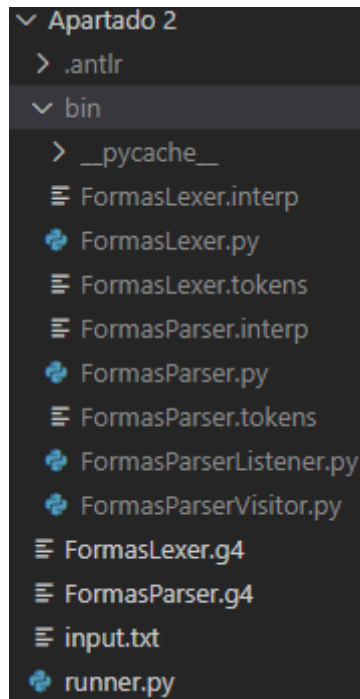 Apartado 2
.antlr
bin
__pycache__
FormasLexer.interp
FormasLexer.py
FormasLexer.tokens
FormasParser.interp
FormasParser.py
FormasParser.tokens
FormasParserListener.py
FormasParserVisitor.py
FormasLexer.g4
FormasParser.g4
input.txt
runner.py